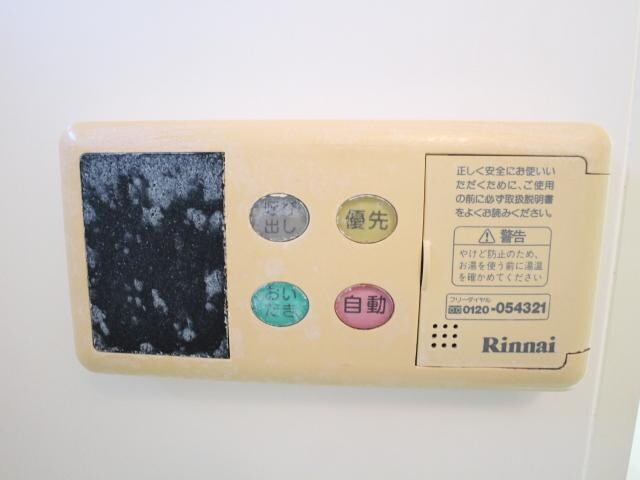 呼び
出し
優先
おい
だき
自動
正しく安全にお使いい
ただくために、ご使用
の前に必ず取扱説明書
をよくお読みください。
警告
やけど防止のため、
お湯を使う前に湯温
を確かめてください
フリーダイヤル
0120-054321
Rinnai